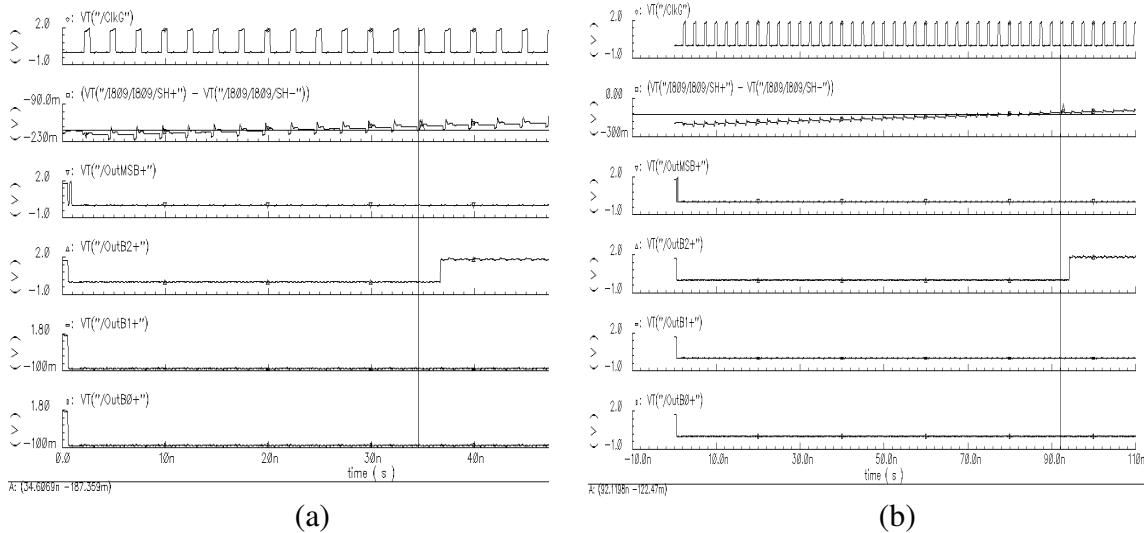 2.0 ⋄: VT("/ClkG")
( V )
-1.0
-90.0m □: (VT("/I809/I809/SH+") - VT("/I809/I809/SH-"))
( V )
-230m
▿: VT("/OutMSB+")
2.0
( V )
-1.0
▵: VT("/OutB2+")
2.0
( V )
-1.0
VT("/OutB1+")
1.80
( V )
-100m
VT("/OutB0+")
1.80
( V )
-100m
0.0 10n 20n 30n 40n
time ( s )
A: (34.6069n -187.359m)
(a)
⋄: VT("/ClkG")
2.0
( V )
-1.0
□: (VT("/I809/I809/SH+") - VT("/I809/I809/SH-"))
0.00
( V )
-300m
▿: VT("/OutMSB+")
2.0
( V )
-1.0
▵: VT("/OutB2+")
2.0
( V )
-1.0
VT("/OutB1+")
2.0
( V )
-1.0
VT("/OutB0+")
2.0
( V )
-1.0
-10.0n 10.0n 30.0n 50.0n 70.0n 90.0n 110n
time ( s )
A: (92.1198n -122.47m)
(b)